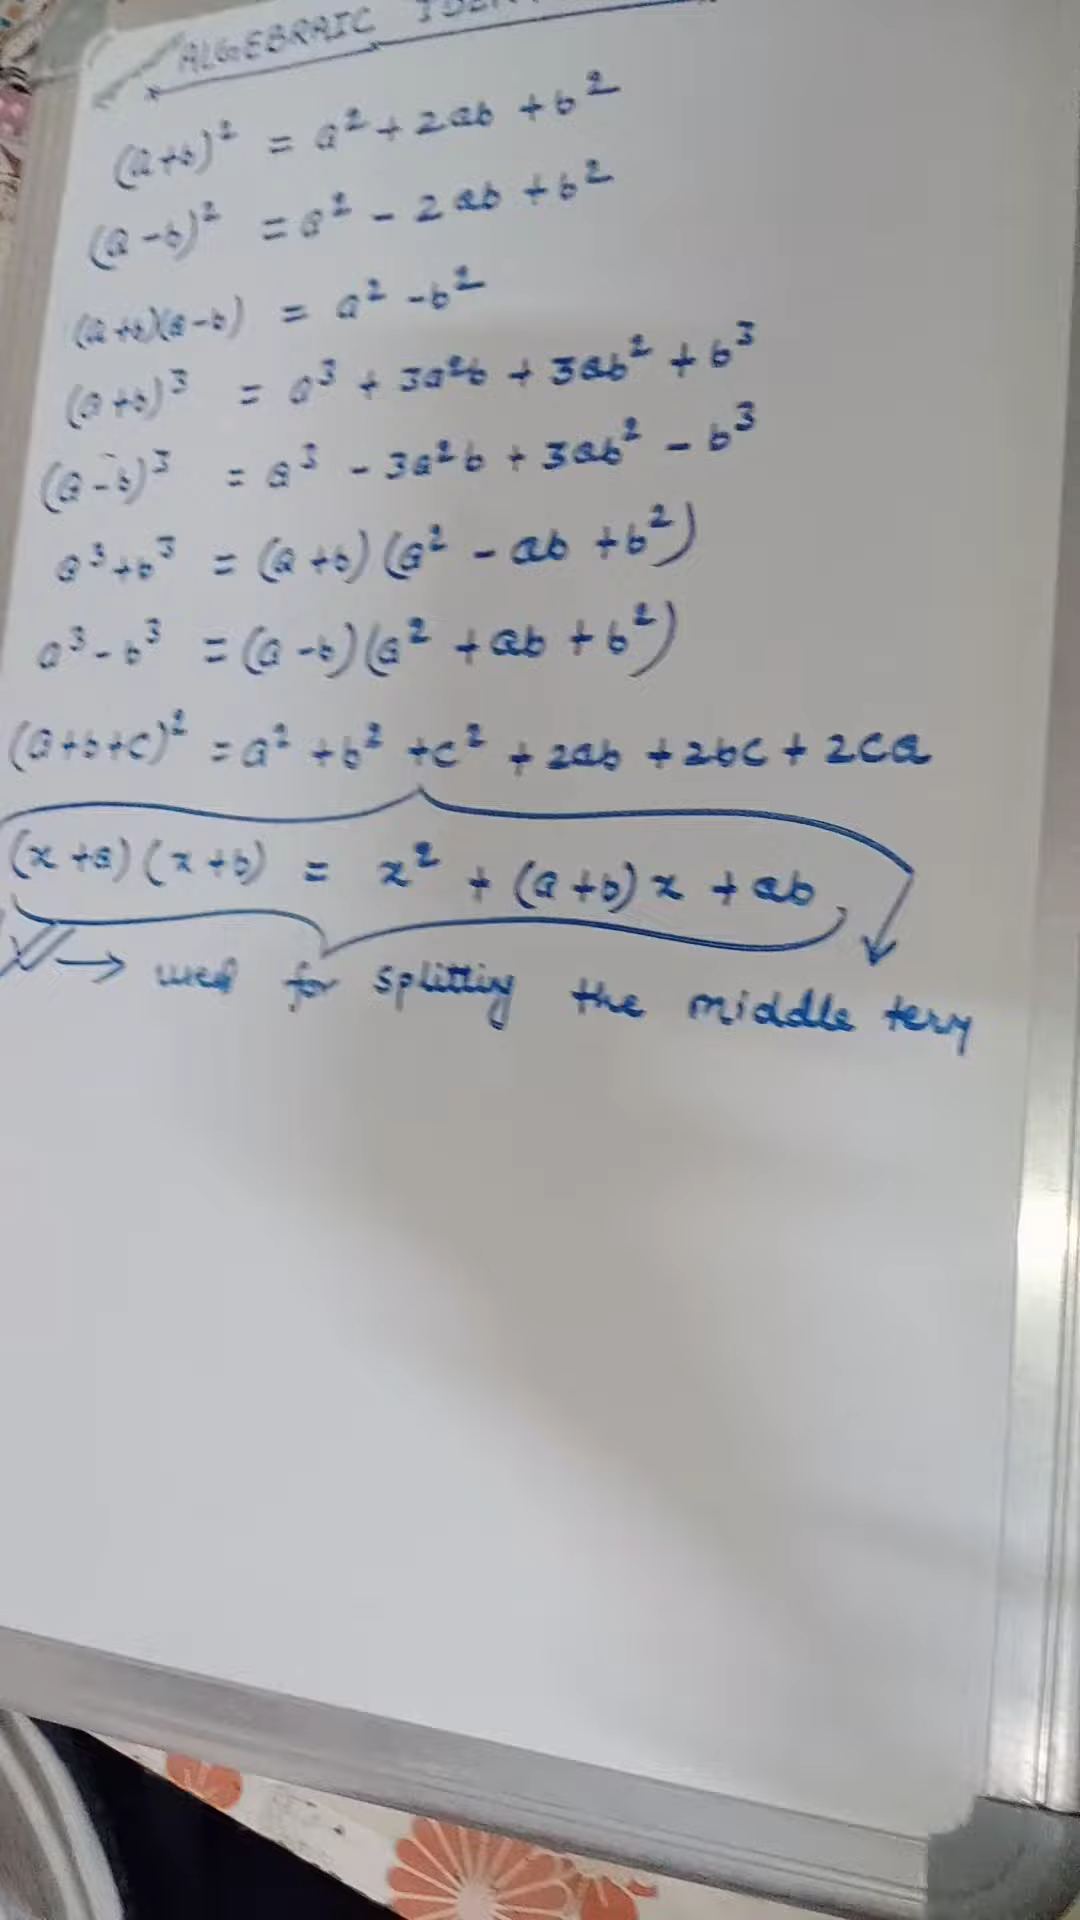 ALGEBRAIC
(a+b)² = a² + 2ab + b²
(a-b)² = a² - 2ab + b²
(a+b)(a-b) = a² - b²
(a+b)³ = a³ + 3a²b + 3ab² + b³
(a-b)³ = a³ - 3a²b + 3ab² - b³
a³+b³ = (a+b)(a² - ab + b²)
a³-b³ = (a-b)(a² + ab + b²)
(a+b+c)² = a² + b² + c² + 2ab + 2bc + 2ca
(x+a)(x+b) = x² + (a+b)x + ab,
→ used for splitting the middle term